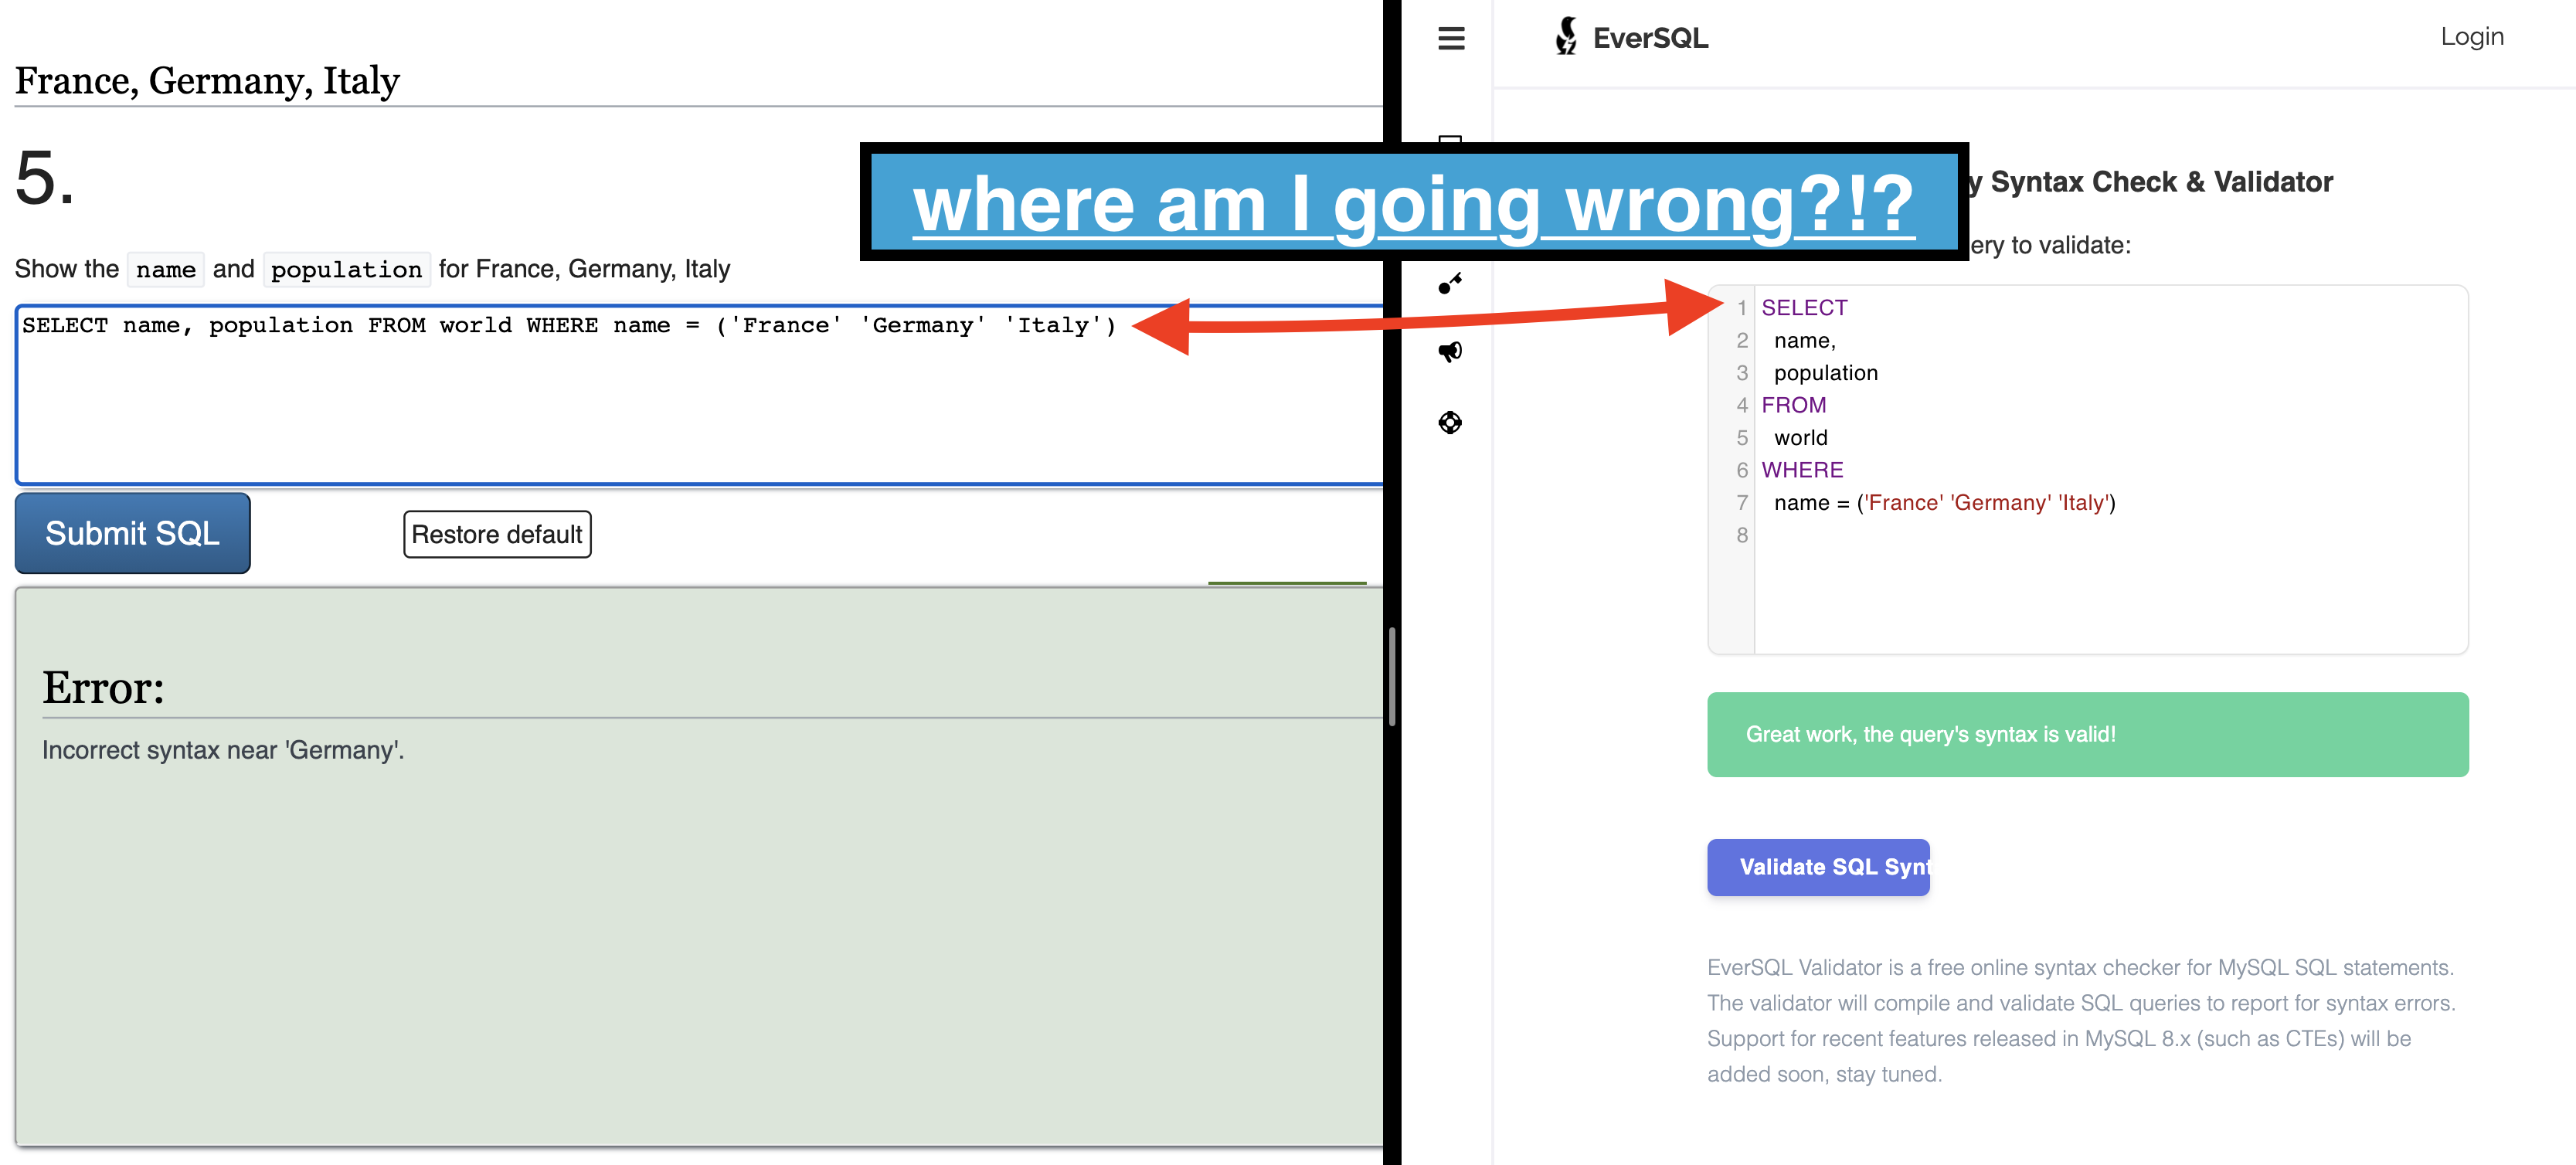 France, Germany, Italy
5.
Show the name and population for France, Germany, Italy
SELECT name, population FROM world WHERE name = ('France' 'Germany' 'Italy')
Submit SQL
Restore default
Error:
Incorrect syntax near 'Germany'.
where am I going wrong?!?
EverSQL
Login
y Syntax Check & Validator
ery to validate:
1 SELECT
2 name,
3 population
4 FROM
5 world
6 WHERE
7 name = ('France' 'Germany' 'Italy')
8
Great work, the query's syntax is valid!
Validate SQL Synt
EverSQL Validator is a free online syntax checker for MySQL SQL statements.
The validator will compile and validate SQL queries to report for syntax errors.
Support for recent features released in MySQL 8.x (such as CTEs) will be
added soon, stay tuned.